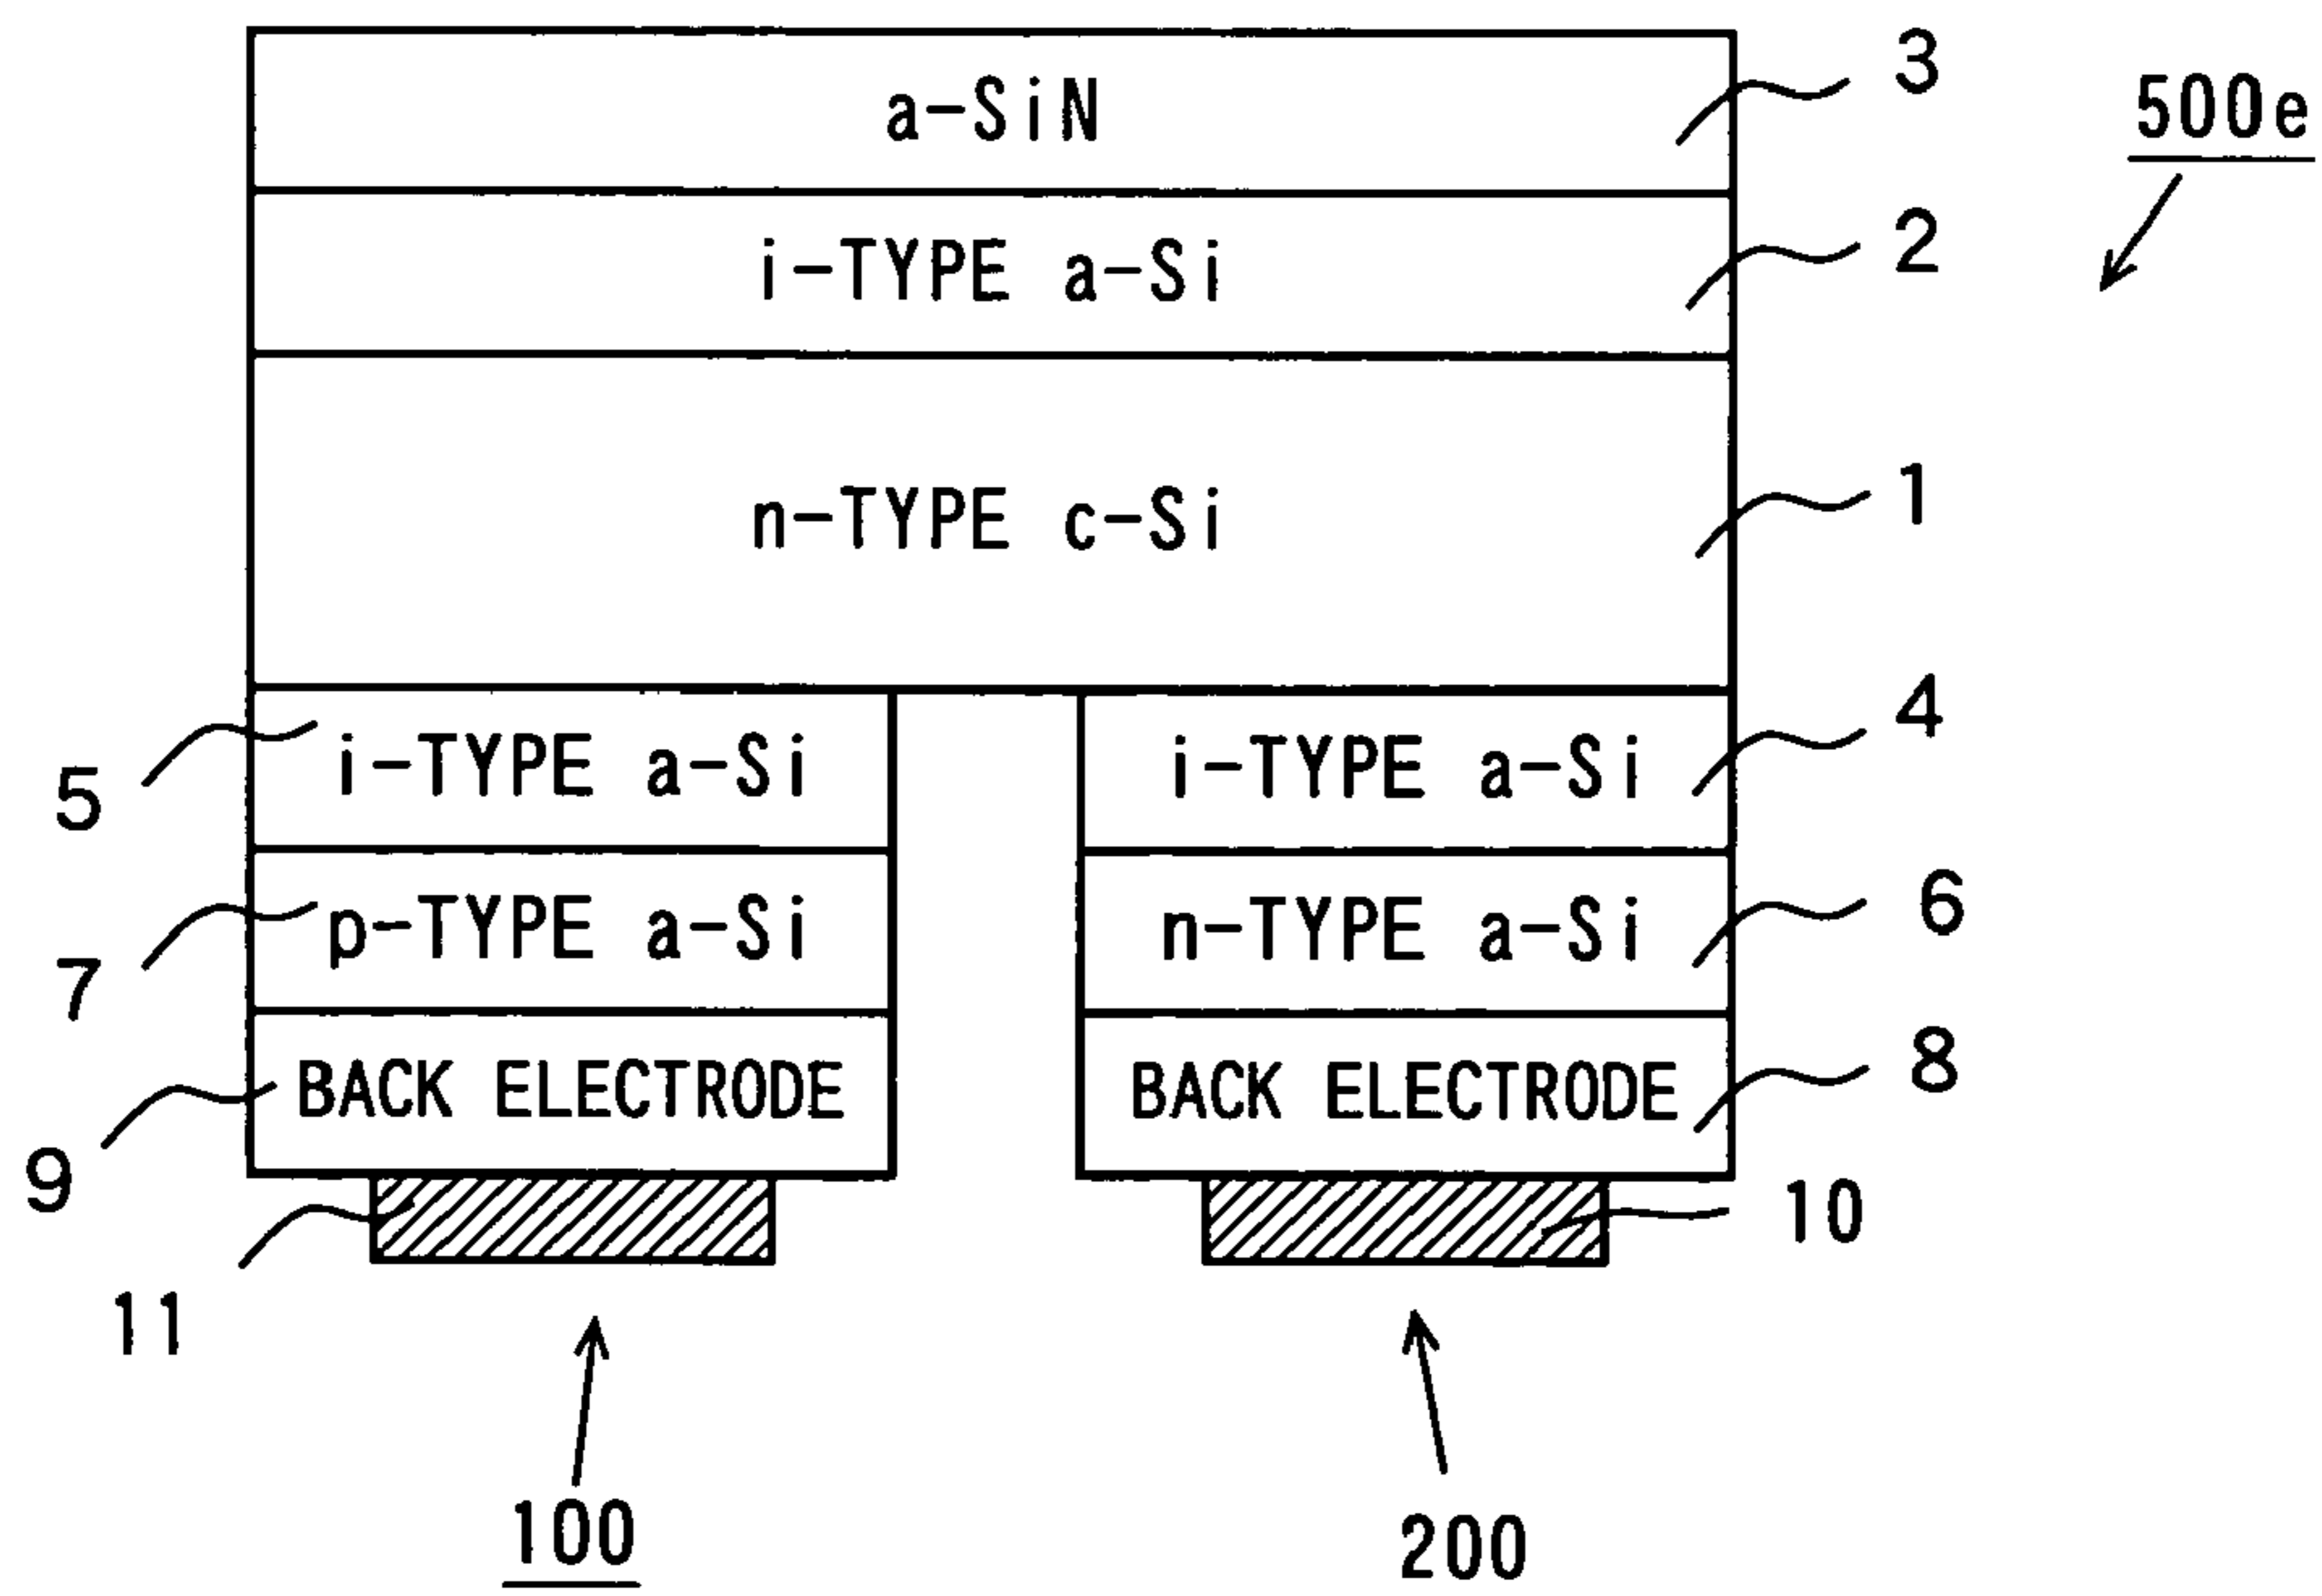 a-SiN
3
500e
i-TYPE a-Si
2
n-TYPE c-Si
1
i-TYPE a-Si
i-TYPE a-Si
4
5
p-TYPE a-Si
n-TYPE a-Si
6
7
BACK ELECTRODE
BACK ELECTRODE
8
9
10
11
100
200